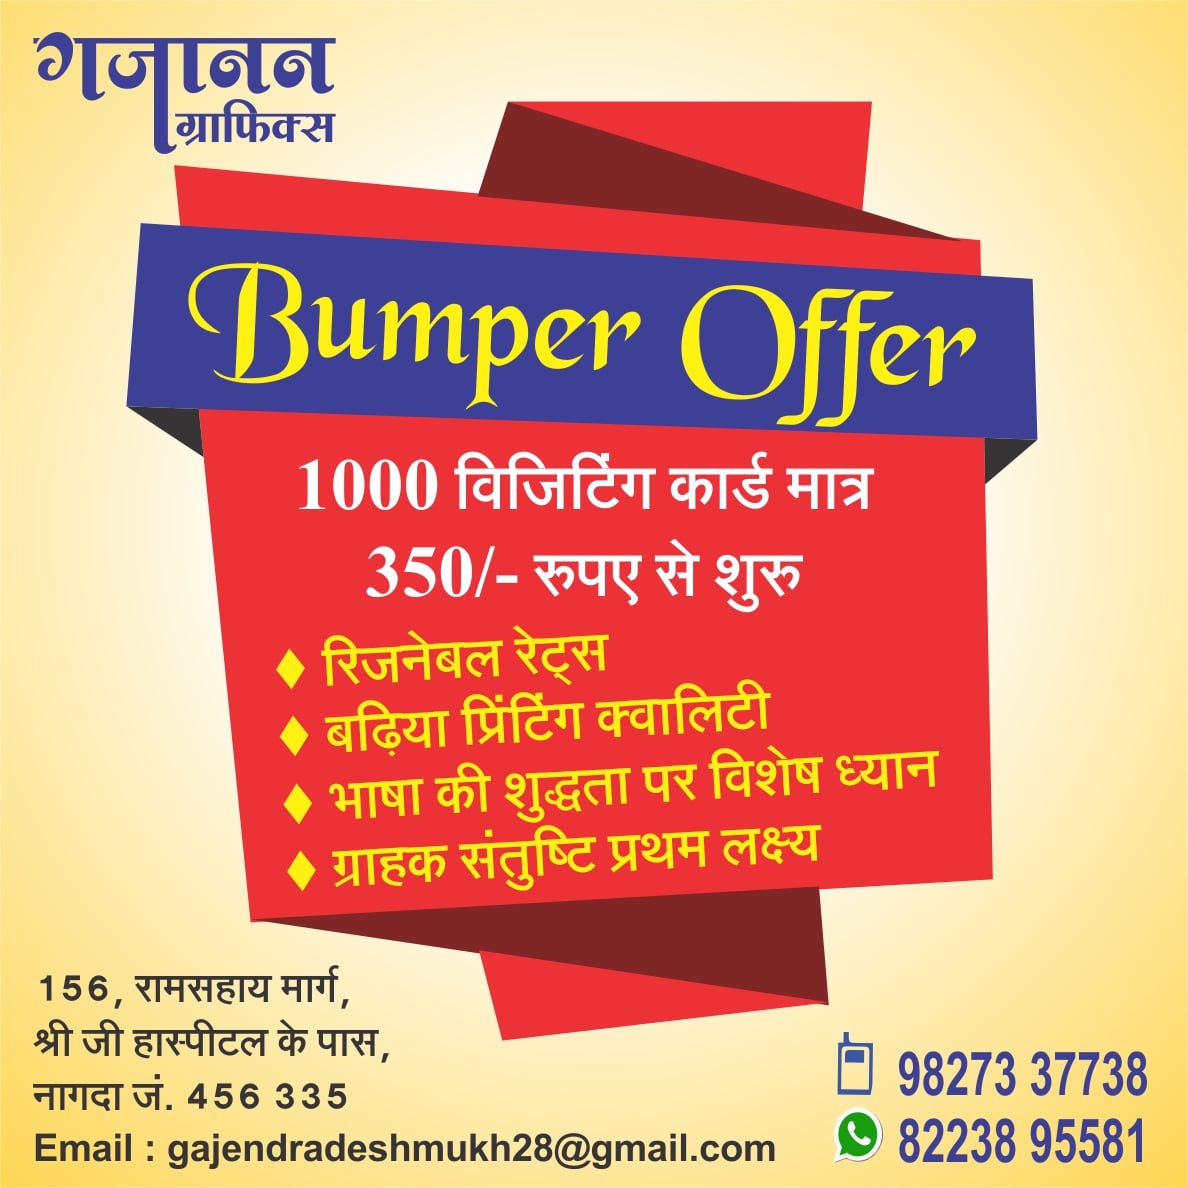 गजानन
ग्राफिक्स
Bumper Offer
1000 विजिटिंग कार्ड मात्र
350/- रुपए से शुरु
♦ रिजनेबल रेट्स
♦ बढ़िया प्रिंटिंग क्वालिटी
♦ भाषा की शुद्धता पर विशेष ध्यान
♦ ग्राहक संतुष्टि प्रथम लक्ष्य
156, रामसहाय मार्ग,
श्री जी हास्पीटल के पास,
नागदा जं. 456 335
Email : gajendradeshmukh28@gmail.com
98273 37738
82238 95581